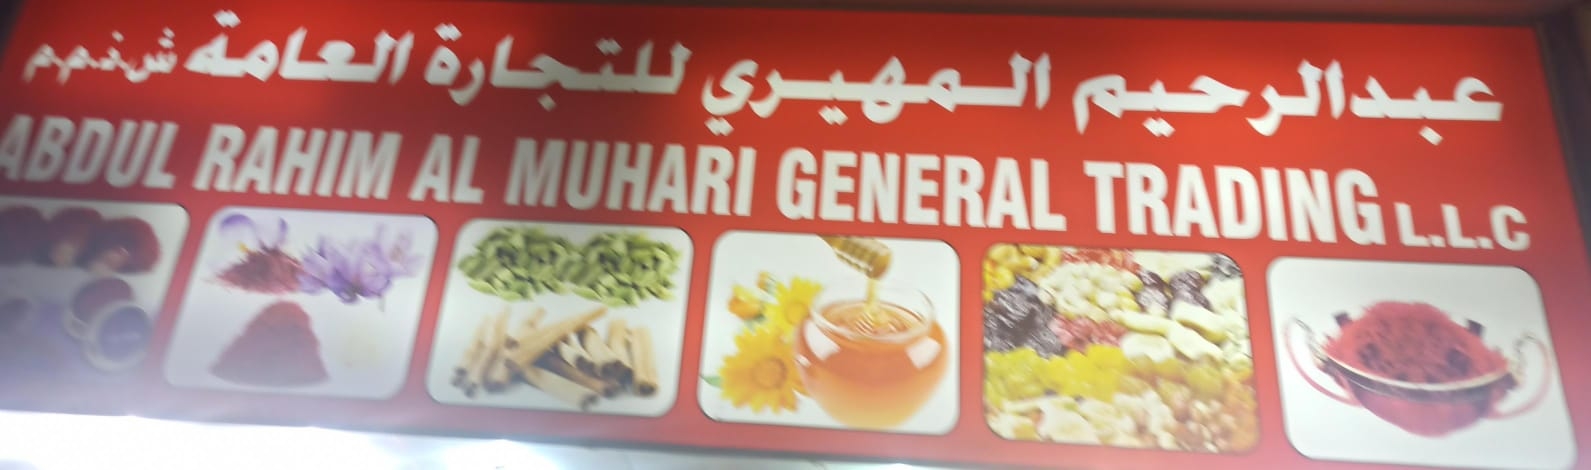 عبدالرحيم المهيري للتجارة العامة ش.ذ.م.م
ABDUL RAHIM AL MUHARI GENERAL TRADING L.L.C